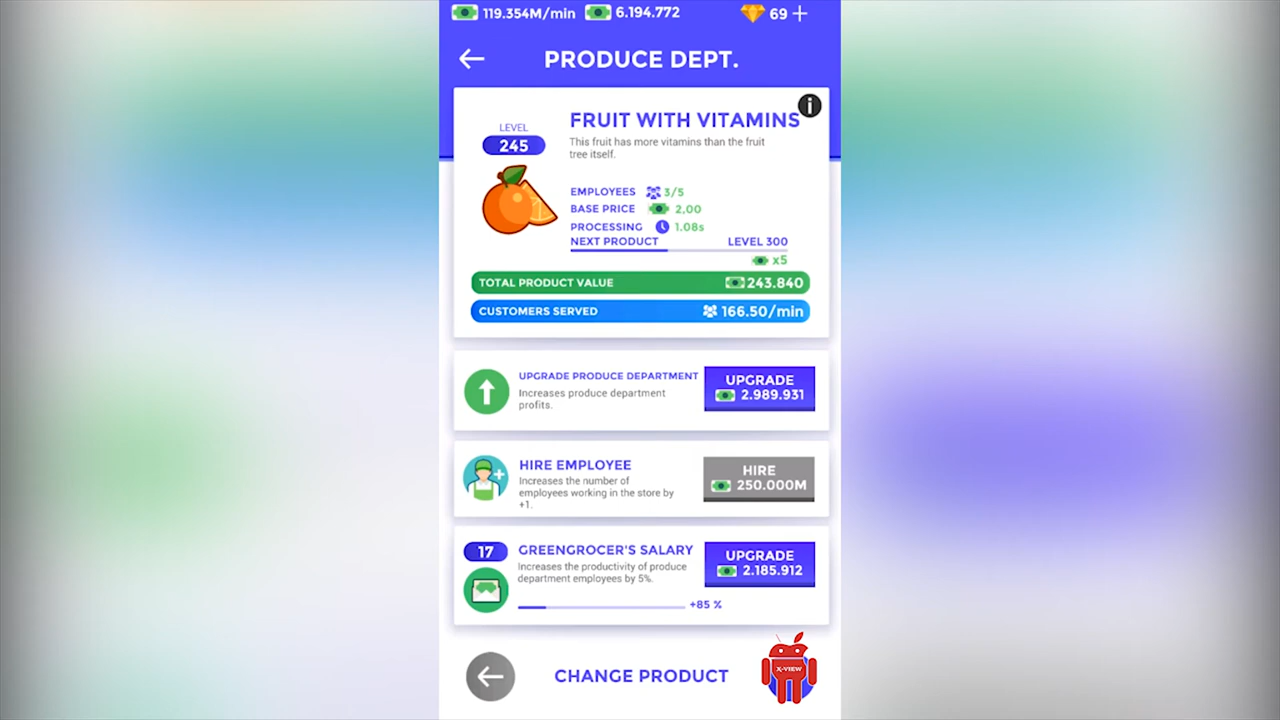 119.354M/min 6.194.772 69 +
PRODUCE DEPT.
LEVEL
245
FRUIT WITH VITAMINS
i
This fruit has more vitamins than the fruit
tree itself.
EMPLOYEES 3/5
BASE PRICE 2,00
PROCESSING 1.08s
NEXT PRODUCT LEVEL 300
x5
TOTAL PRODUCT VALUE 243.840
CUSTOMERS SERVED 166.50/min
UPGRADE PRODUCE DEPARTMENT
Increases produce department
profits.
UPGRADE
2.989.931
HIRE EMPLOYEE
Increases the number of
employees working in the store by
+1.
HIRE
250.000M
17
GREENGROCER'S SALARY
Increases the productivity of produce
department employees by 5%.
+85 %
UPGRADE
2.185.912
CHANGE PRODUCT
X-VIEW